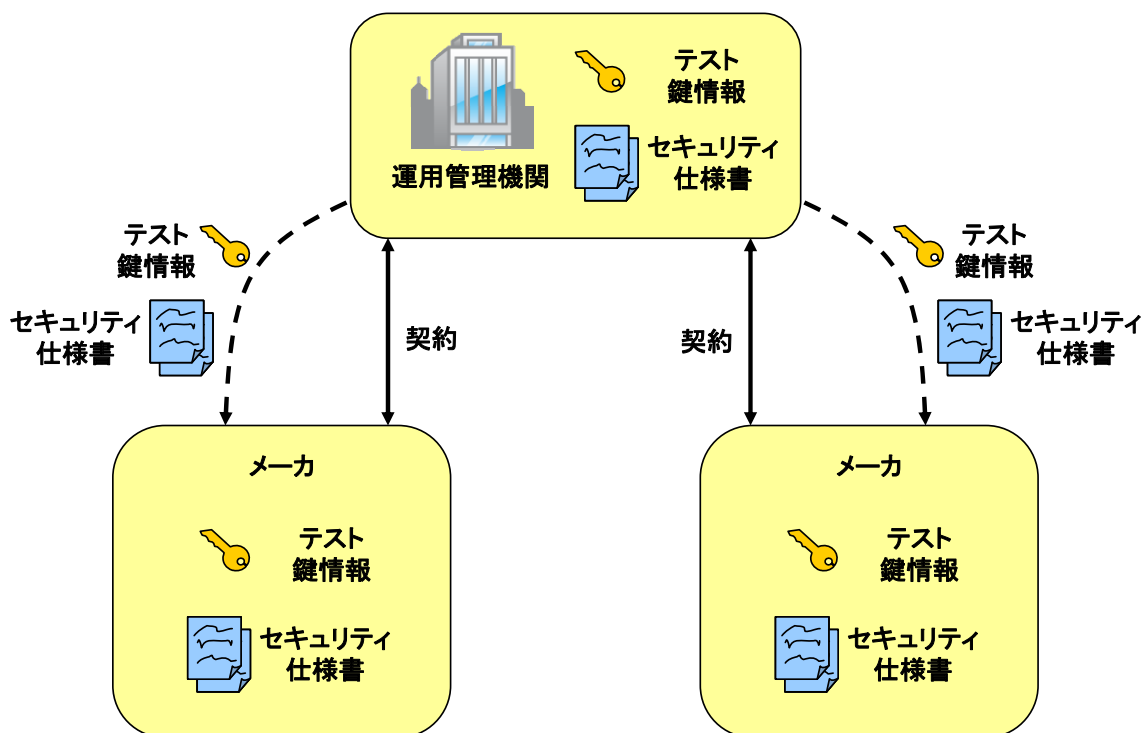 テスト
鍵情報
運用管理機関
セキュリティ
仕様書
テスト
鍵情報
セキュリティ
仕様書
契約
契約
テスト
鍵情報
セキュリティ
仕様書
メーカ
テスト
鍵情報
セキュリティ
仕様書
メーカ
テスト
鍵情報
セキュリティ
仕様書